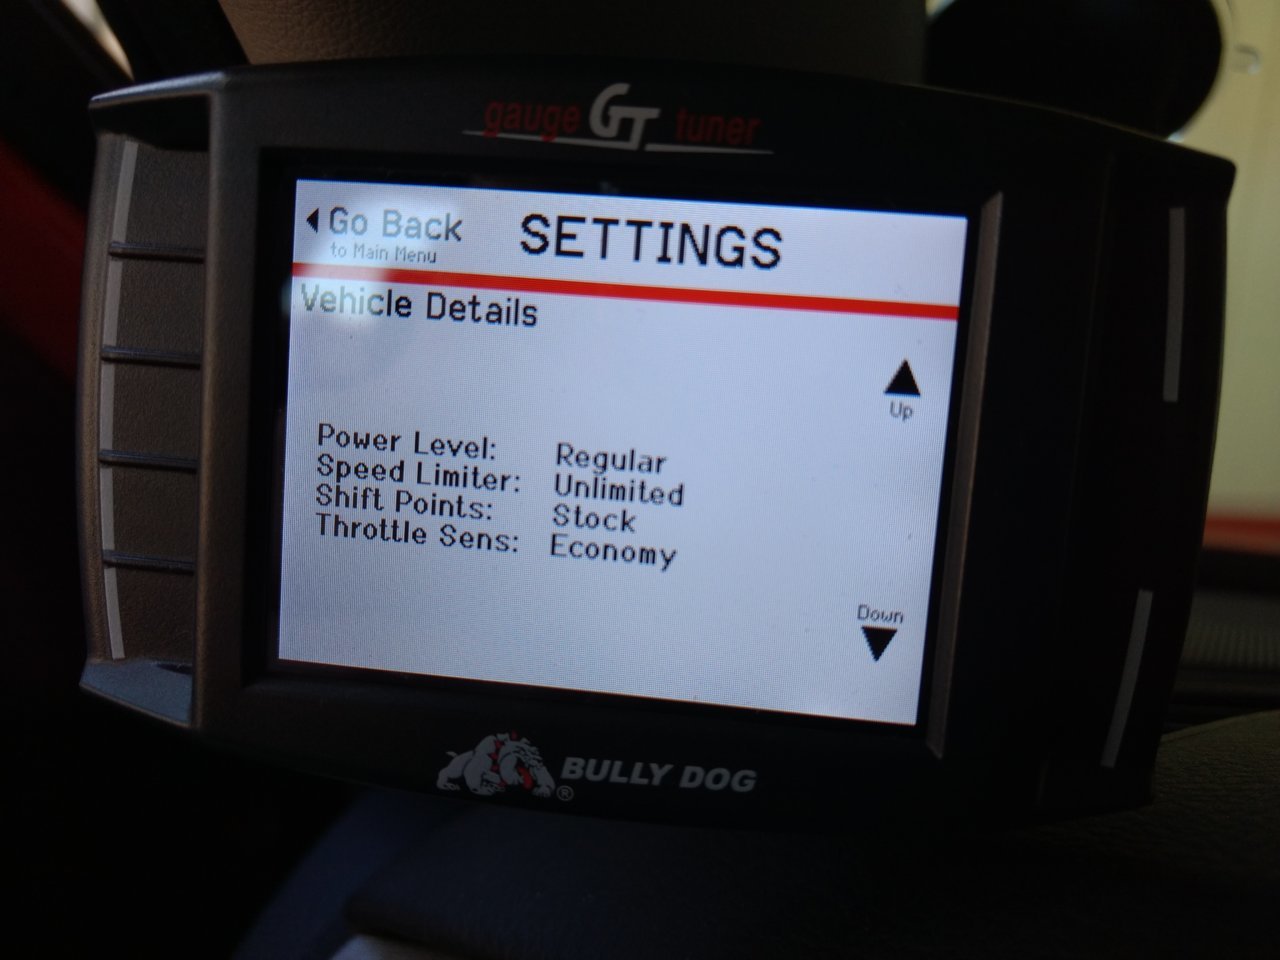 gauge GT tuner
Go Back
to Main Menu
SETTINGS
Vehicle Details
Up
Power Level: Regular
Speed Limiter: Unlimited
Shift Points: Stock
Throttle Sens: Economy
Down
BULLY DOG ®